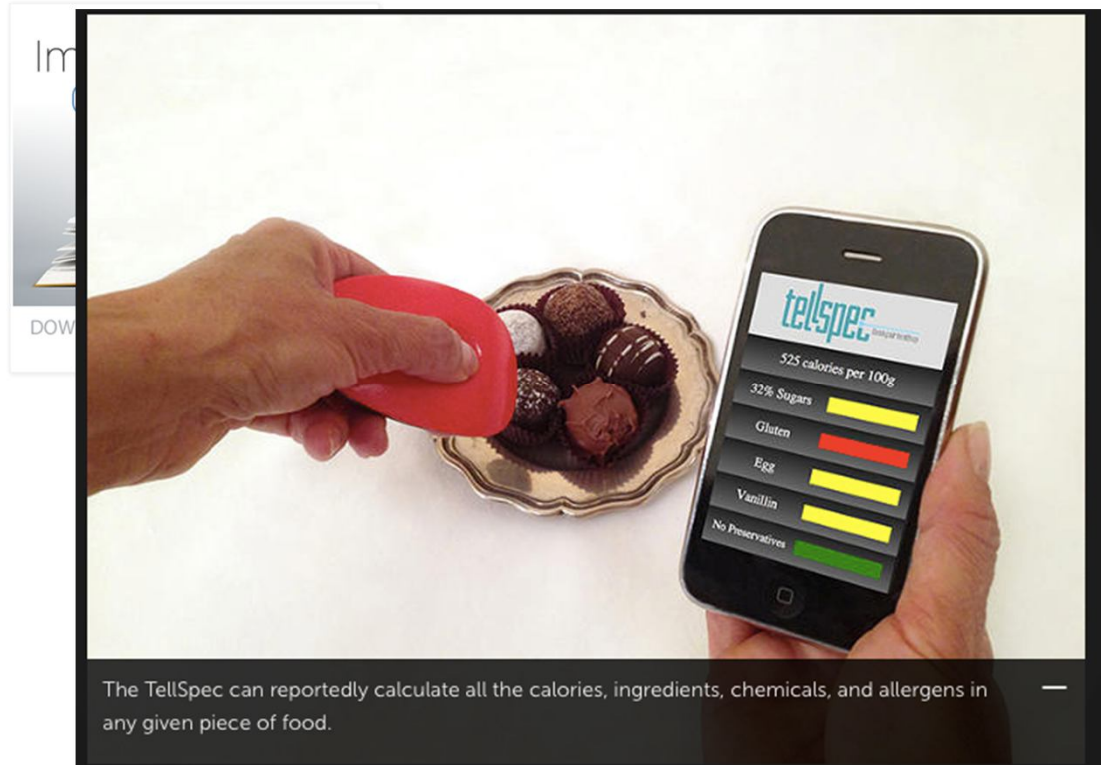 Im
DOW
tellspec
525 calories per 100g
32% Sugars
Gluten
Egg
Vanillin
No Preservatives
The TellSpec can reportedly calculate all the calories, ingredients, chemicals, and allergens in
any given piece of food.